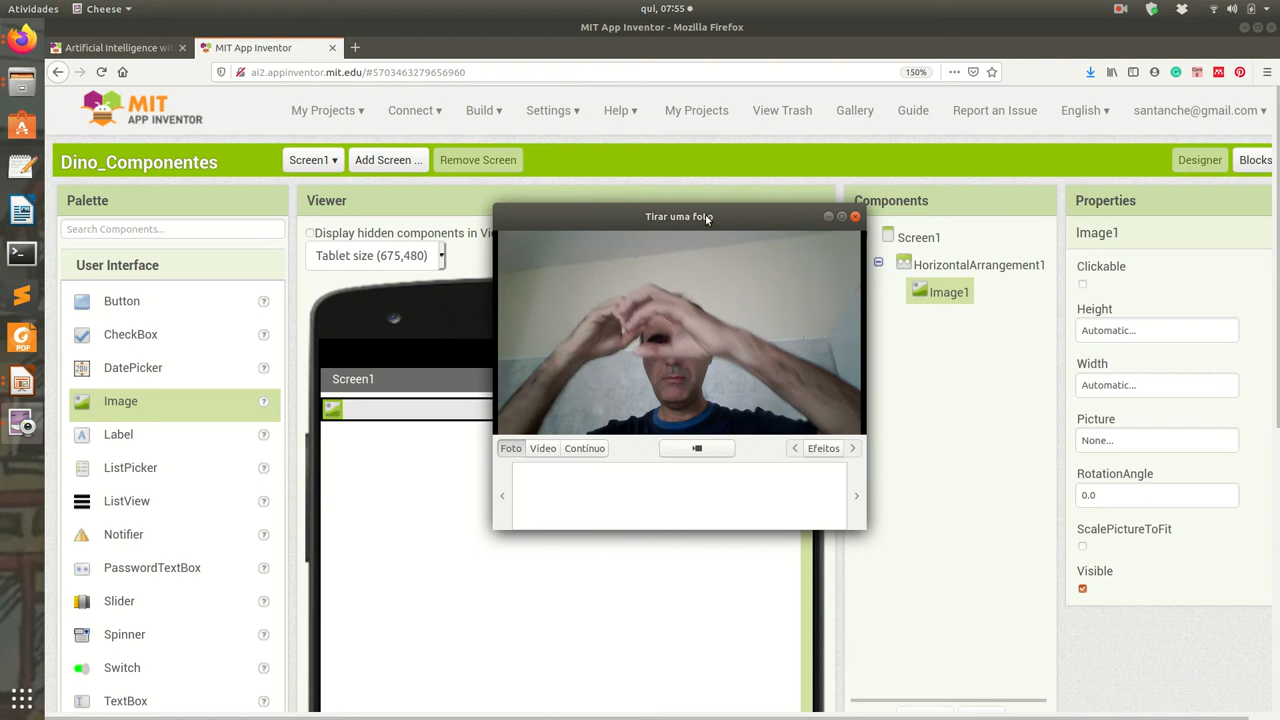 Atividades Cheese ▾ qui, 07:55
MIT App Inventor - Mozilla Firefox
Artificial Intelligence wit MIT App Inventor
ai2.appinventor.mit.edu/#5703463279656960 150%
MIT APP INVENTOR My Projects ▾ Connect ▾ Build ▾ Settings ▾ Help ▾ My Projects View Trash Gallery Guide Report an Issue English ▾ santanche@gmail.com ▾
Dino_Componentes Screen1 ▾ Add Screen ... Remove Screen Designer Blocks
Palette
Search Components...
User Interface
Button
CheckBox
DatePicker
Image
Label
ListPicker
ListView
Notifier
PasswordTextBox
Slider
Spinner
Switch
TextBox
Viewer
Display hidden components in Vi
Tablet size (675,480)
Screen1
Tirar uma foto
Foto Vídeo Contínuo Efeitos
Components
Screen1
HorizontalArrangement1
Image1
Properties
Image1
Clickable
Height
Automatic...
Width
Automatic...
Picture
None...
RotationAngle
0.0
ScalePictureToFit
Visible